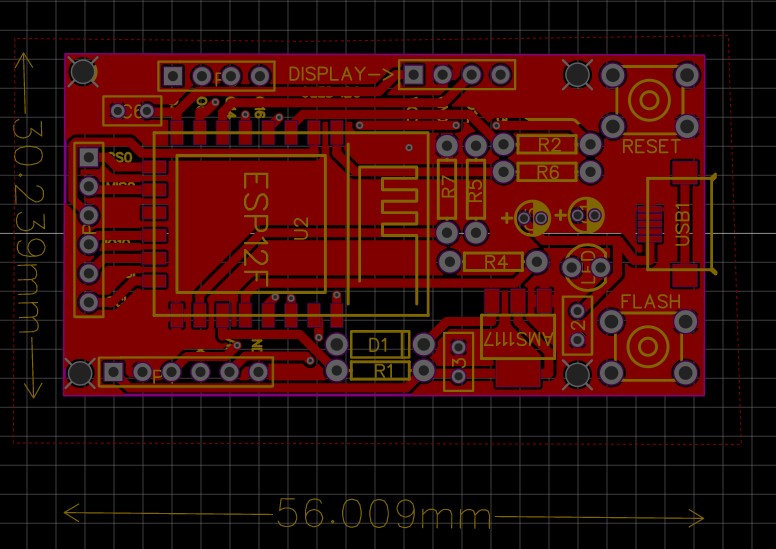 DISPLAY->
C6
R2
RESET
R6
R7
R5
ESP12F
U2
USB1
30.239mm
R4
LED
FLASH
AMS1117
D1
R1
56.009mm